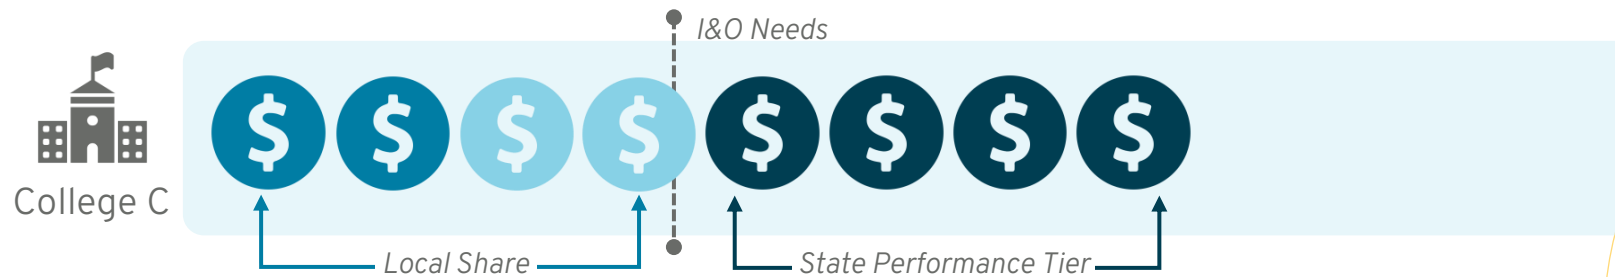 I&O Needs
$ $ $ $ $ $ $ $
College C
Local Share
State Performance Tier